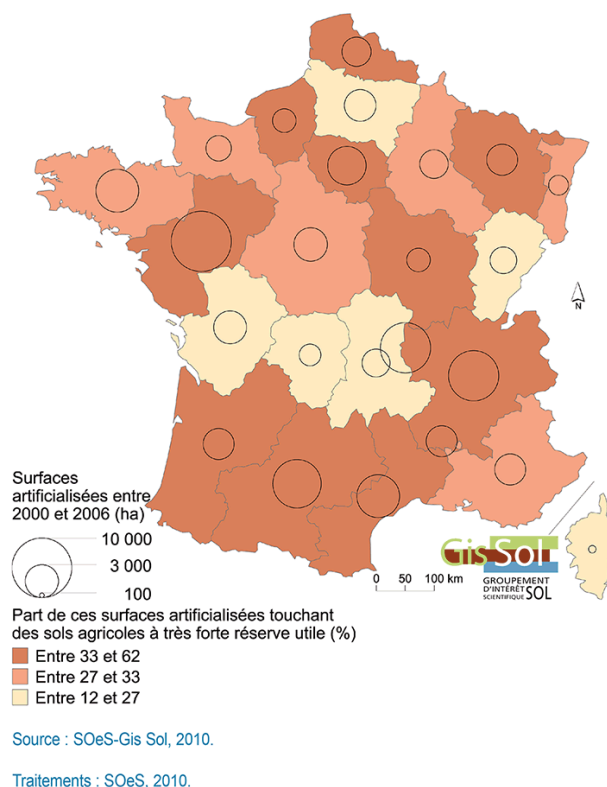 N
Surfaces
artificialisées entre
2000 et 2006 (ha)
10 000
3 000
100
Gis Sol
GROUPEMENT
D'INTÉRÊT
SCIENTIFIQUE SOL
0 50 100 km
Part de ces surfaces artificialisées touchant
des sols agricoles à très forte réserve utile (%)
Entre 33 et 62
Entre 27 et 33
Entre 12 et 27
Source : SOeS-Gis Sol, 2010.
Traitements : SOeS. 2010.